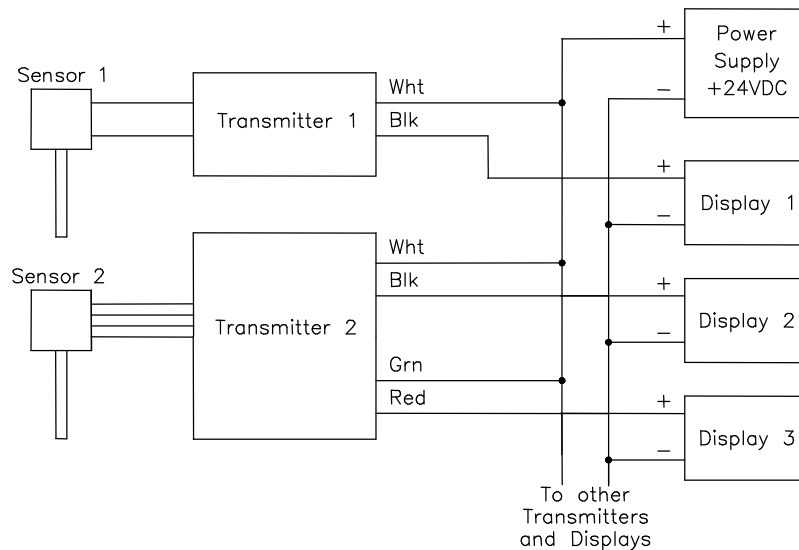 Sensor 1
Transmitter 1
Wht
Blk
+
Power
Supply
+24VDC
−
+
Display 1
−
Sensor 2
Transmitter 2
Wht
Blk
Grn
Red
+
Display 2
−
+
Display 3
−
To other
Transmitters
and Displays